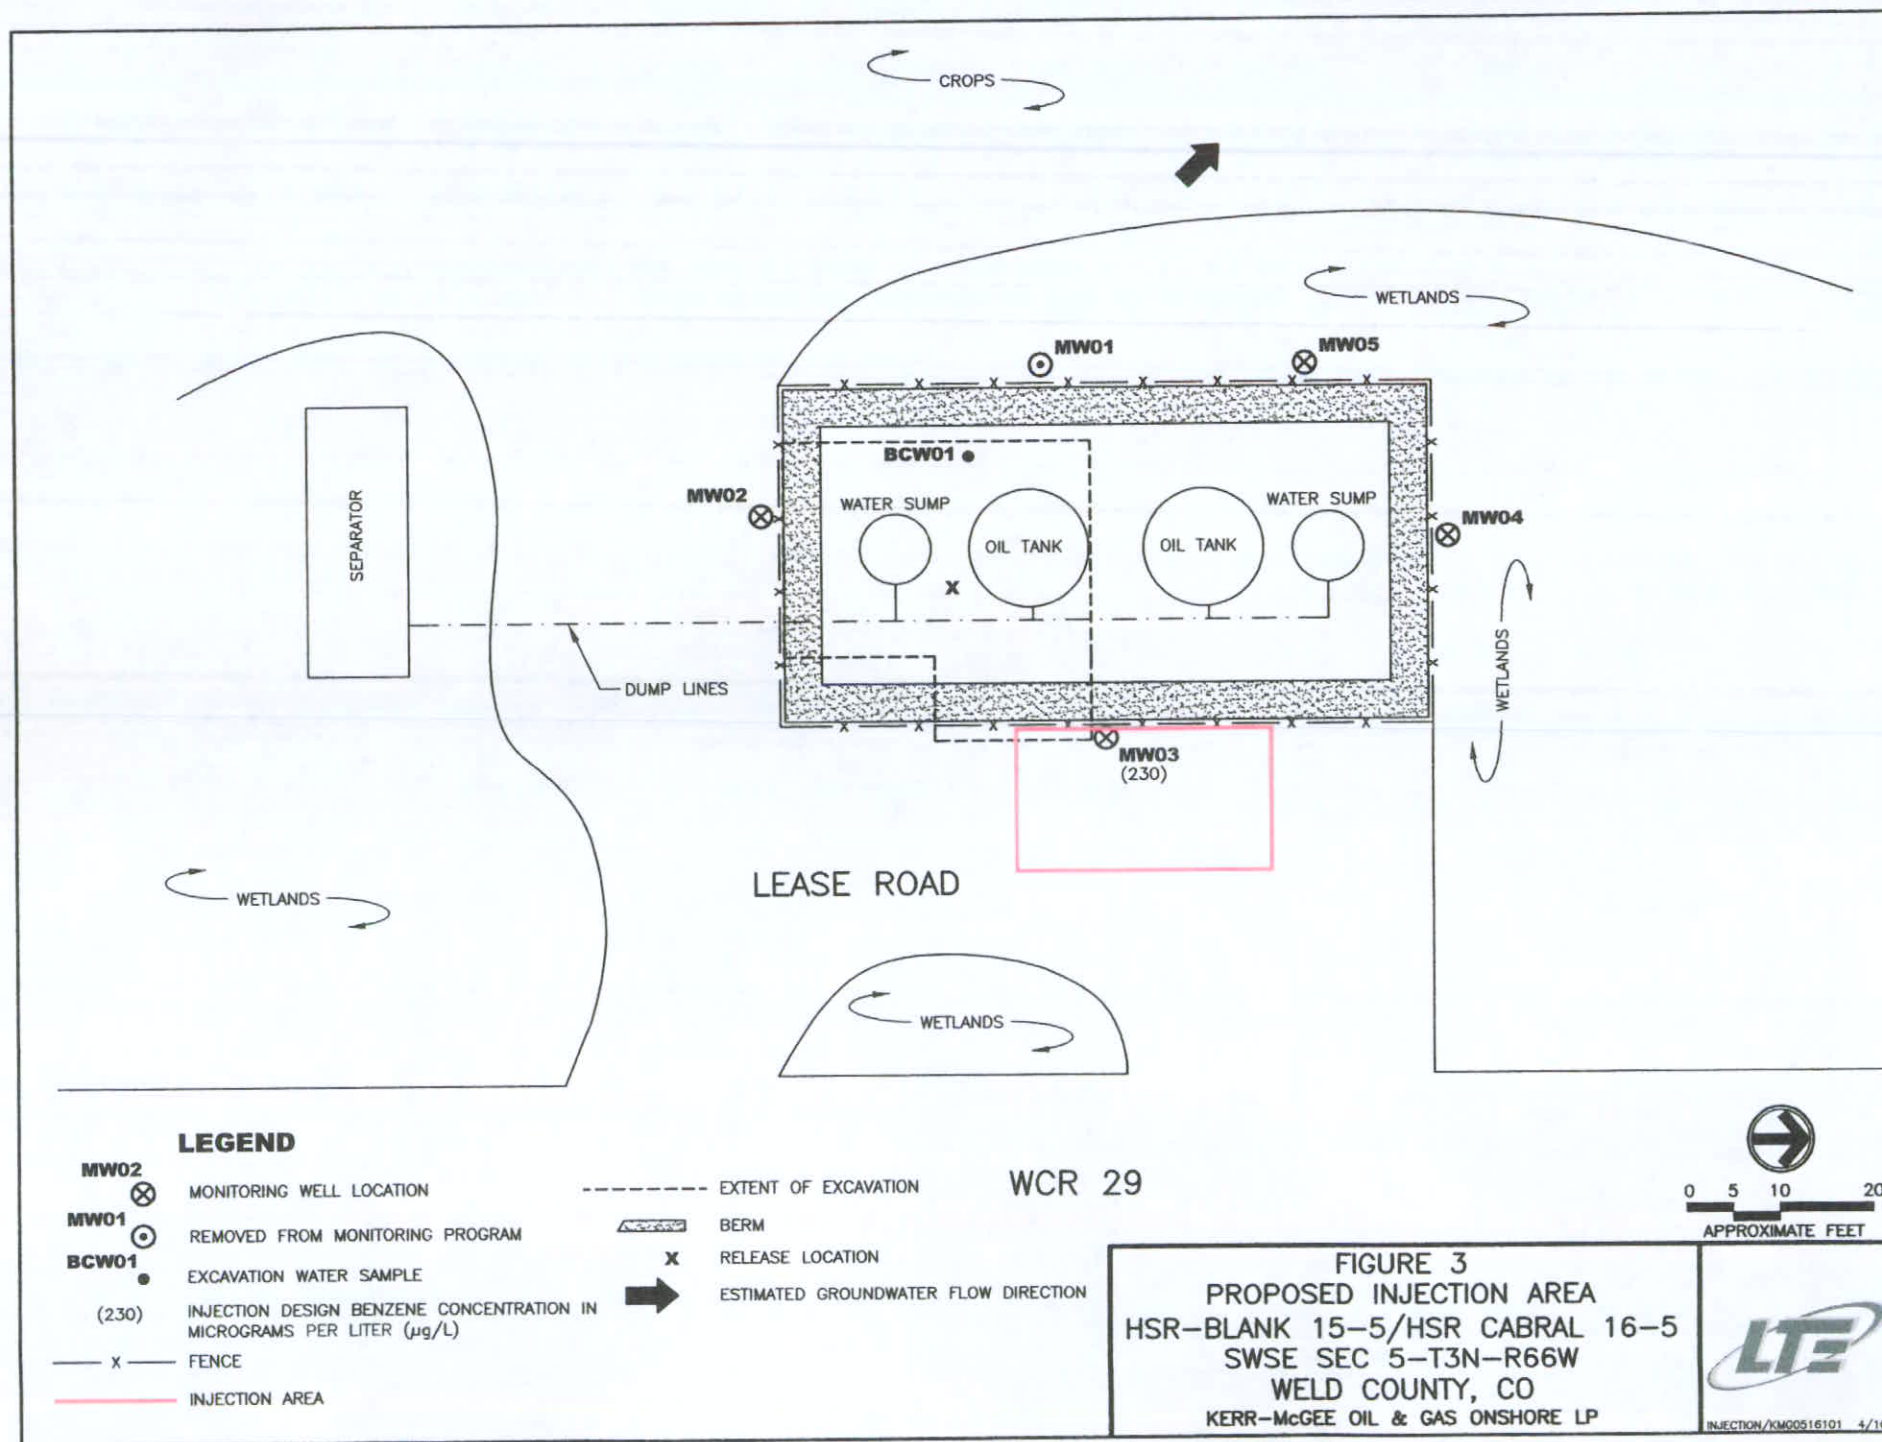 CROPS
WETLANDS
MW01
MW05
BCW01
MW02
WATER SUMP
WATER SUMP
MW04
OIL TANK
OIL TANK
SEPARATOR
DUMP LINES
WETLANDS
MW03
(230)
LEASE ROAD
WETLANDS
WETLANDS
LEGEND
MW02
MONITORING WELL LOCATION
MW01
REMOVED FROM MONITORING PROGRAM
BCW01
EXCAVATION WATER SAMPLE
(230)
INJECTION DESIGN BENZENE CONCENTRATION IN
MICROGRAMS PER LITER (µg/L)
X
FENCE
INJECTION AREA
EXTENT OF EXCAVATION
BERM
X
RELEASE LOCATION
ESTIMATED GROUNDWATER FLOW DIRECTION
WCR 29
0 5 10 20
APPROXIMATE FEET
FIGURE 3
PROPOSED INJECTION AREA
HSR-BLANK 15-5/HSR CABRAL 16-5
SWSE SEC 5-T3N-R66W
WELD COUNTY, CO
KERR-McGEE OIL & GAS ONSHORE LP
LTE
INJECTION/KMG0516101